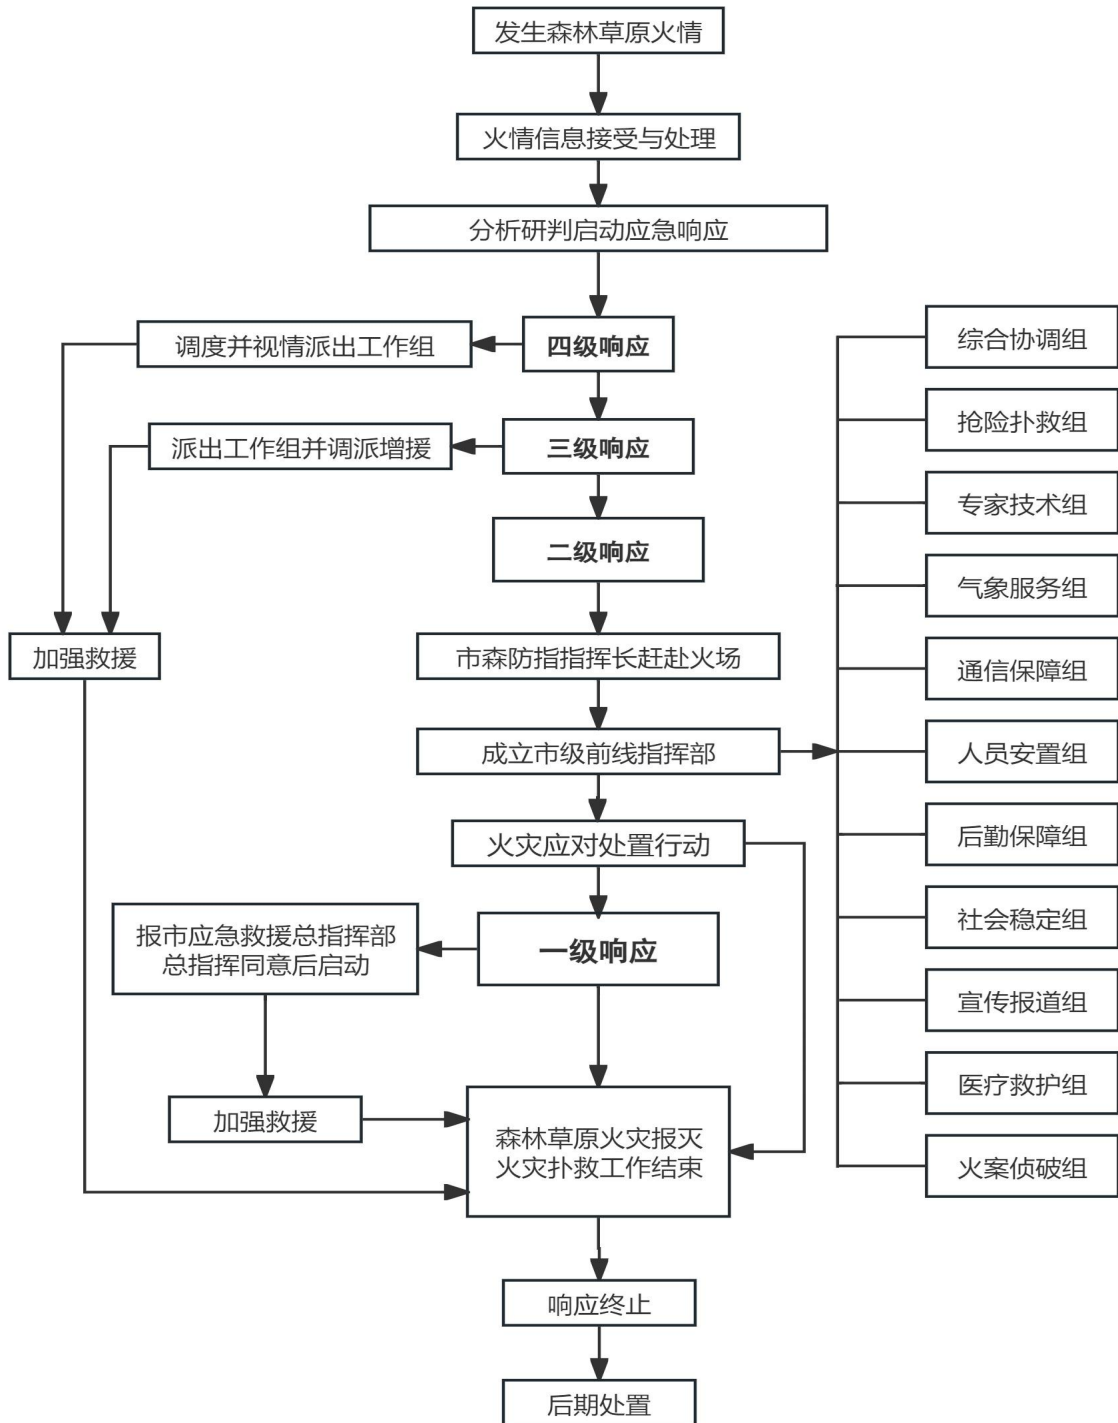 发生森林草原火情
火情信息接受与处理
分析研判启动应急响应
四级响应
调度并视情派出工作组
三级响应
派出工作组并调派增援
二级响应
加强救援
市森防指指挥长赶赴火场
成立市级前线指挥部
综合协调组
抢险扑救组
专家技术组
气象服务组
通信保障组
人员安置组
后勤保障组
社会稳定组
宣传报道组
医疗救护组
火案侦破组
火灾应对处置行动
一级响应
报市应急救援总指挥部
总指挥同意后启动
加强救援
森林草原火灾报灭
火灾扑救工作结束
响应终止
后期处置